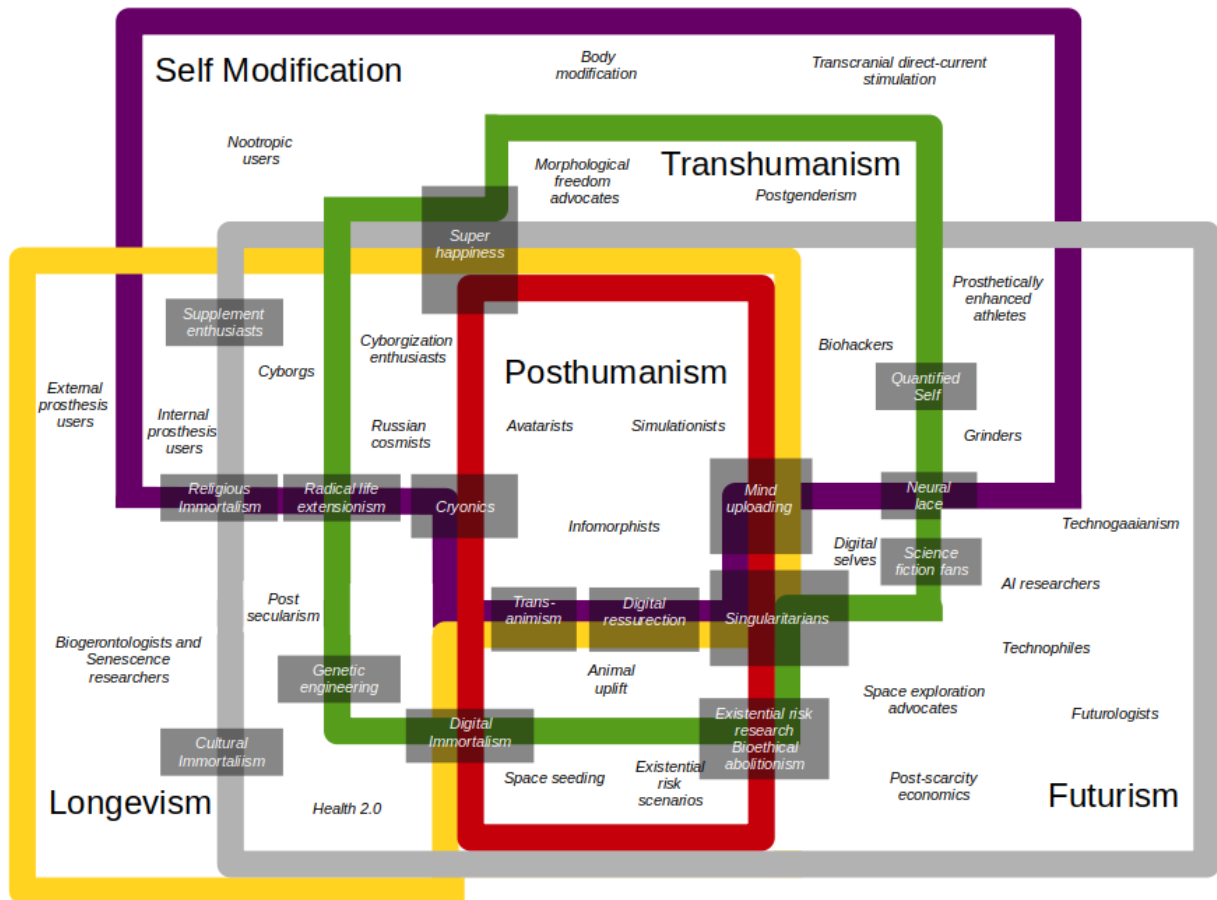 Self Modification
Body
modification
Transcranial direct-current
stimulation
Nootropic
users
Morphological
freedom
advocates
Transhumanism
Postgenderism
Super
happiness
Supplement
enthusiasts
Cyborgs
Cyborgization
enthusiasts
Prosthetically
enhanced
athletes
Biohackers
Posthumanism
Quantified
Self
External
prosthesis
users
Internal
prosthesis
users
Russian
cosmists
Avatarists
Simulationists
Grinders
Religious
Immortalism
Radical life
extensionism
Cryonics
Mind
uploading
Neural
lace
Infomorphists
Technogaaianism
Digital
selves
Science
fiction fans
AI researchers
Post
secularism
Trans-
animism
Digital
ressurection
Singularitarians
Biogerontologists and
Senescence
researchers
Technophiles
Genetic
engineering
Animal
uplift
Space exploration
advocates
Futurologists
Cultural
Immortaliism
Digital
Immortalism
Existential risk
research
Bioethical
abolitionism
Space seeding
Existential
risk
scenarios
Post-scarcity
economics
Longevism
Health 2.0
Futurism